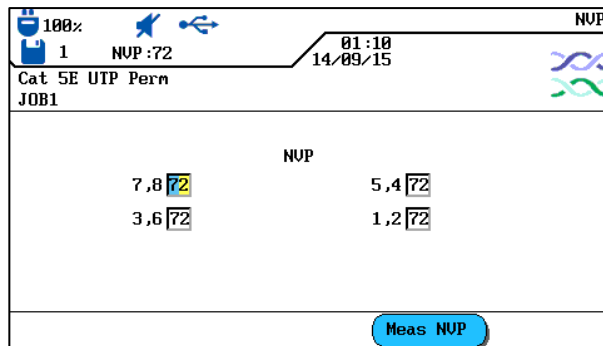 100% NVP
1 NVP:72 01:10
14/09/15
Cat 5E UTP Perm
JOB1
NVP
7,8 72 5,4 72
3,6 72 1,2 72
Meas NVP